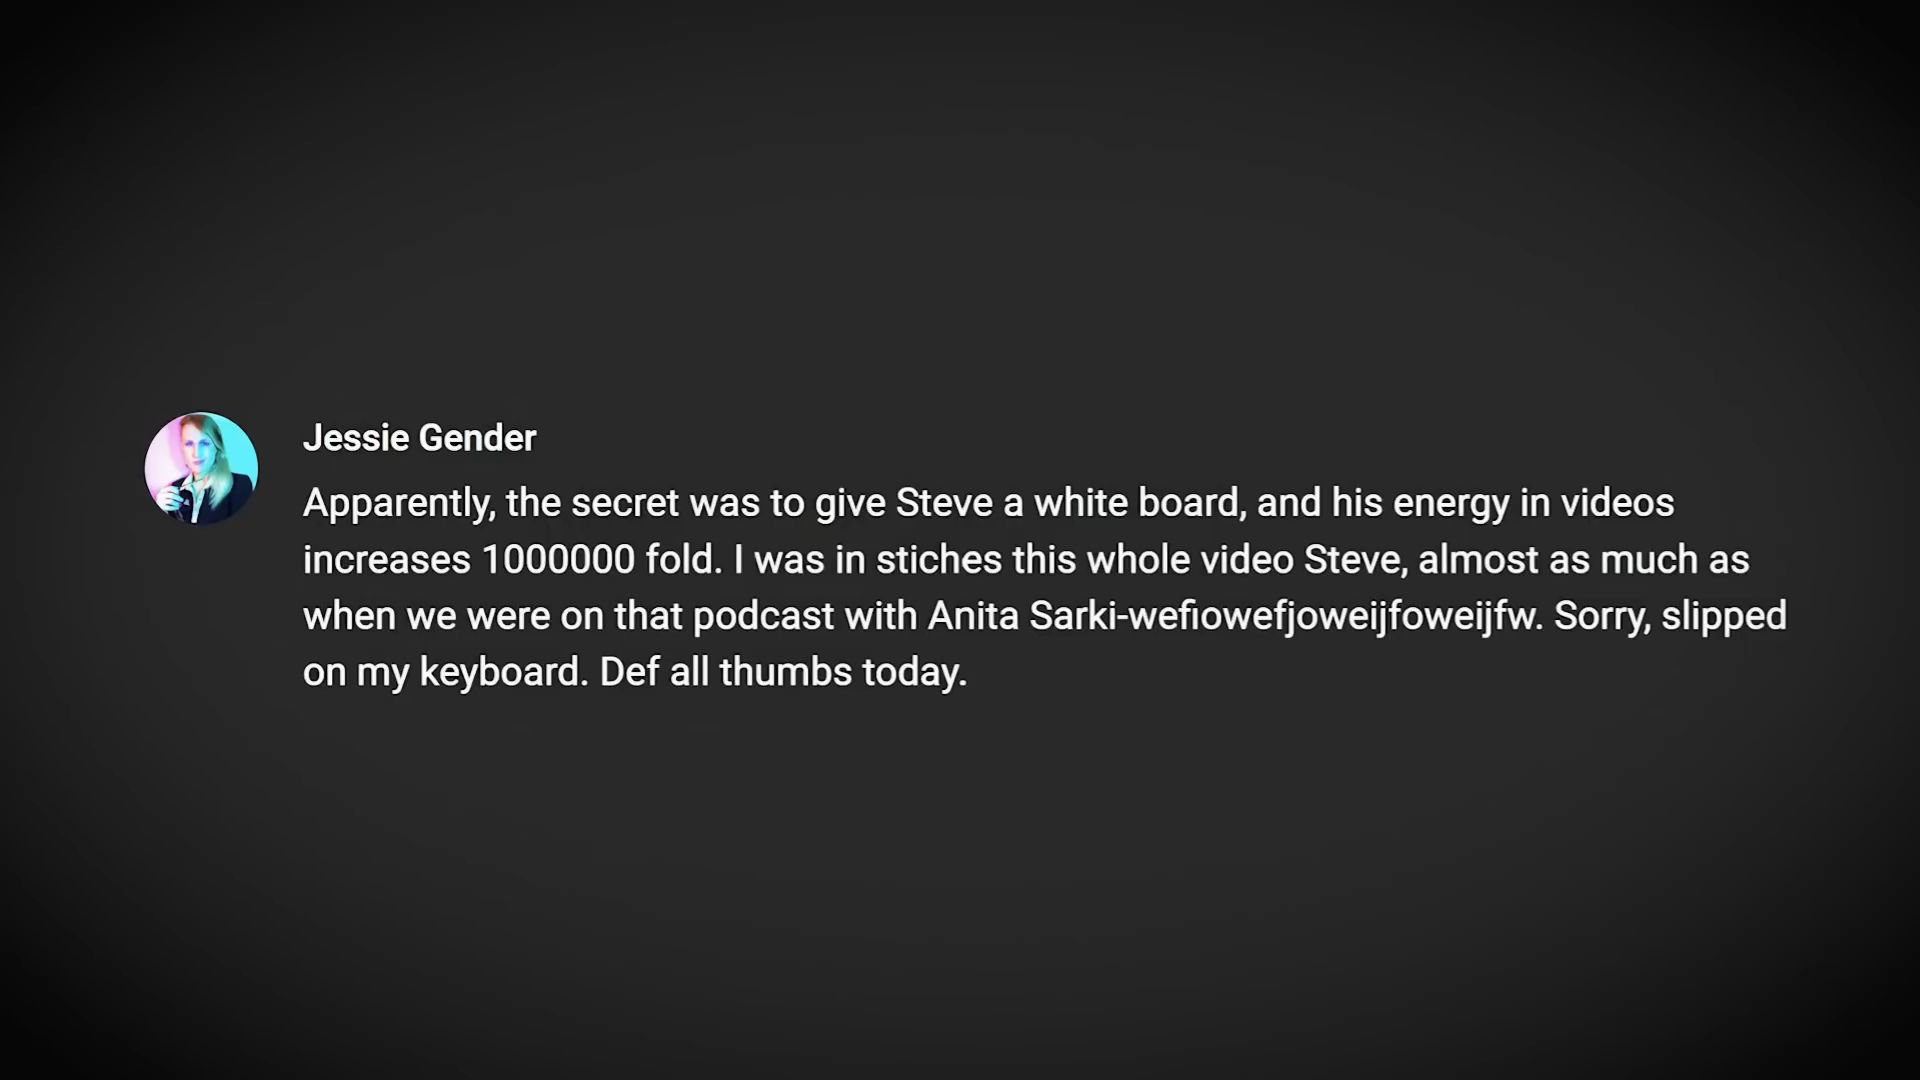 Jessie Gender
Apparently, the secret was to give Steve a white board, and his energy in videos
increases 1000000 fold. I was in stiches this whole video Steve, almost as much as
when we were on that podcast with Anita Sarki-wefiowefjoweijfoweijfw. Sorry, slipped
on my keyboard. Def all thumbs today.